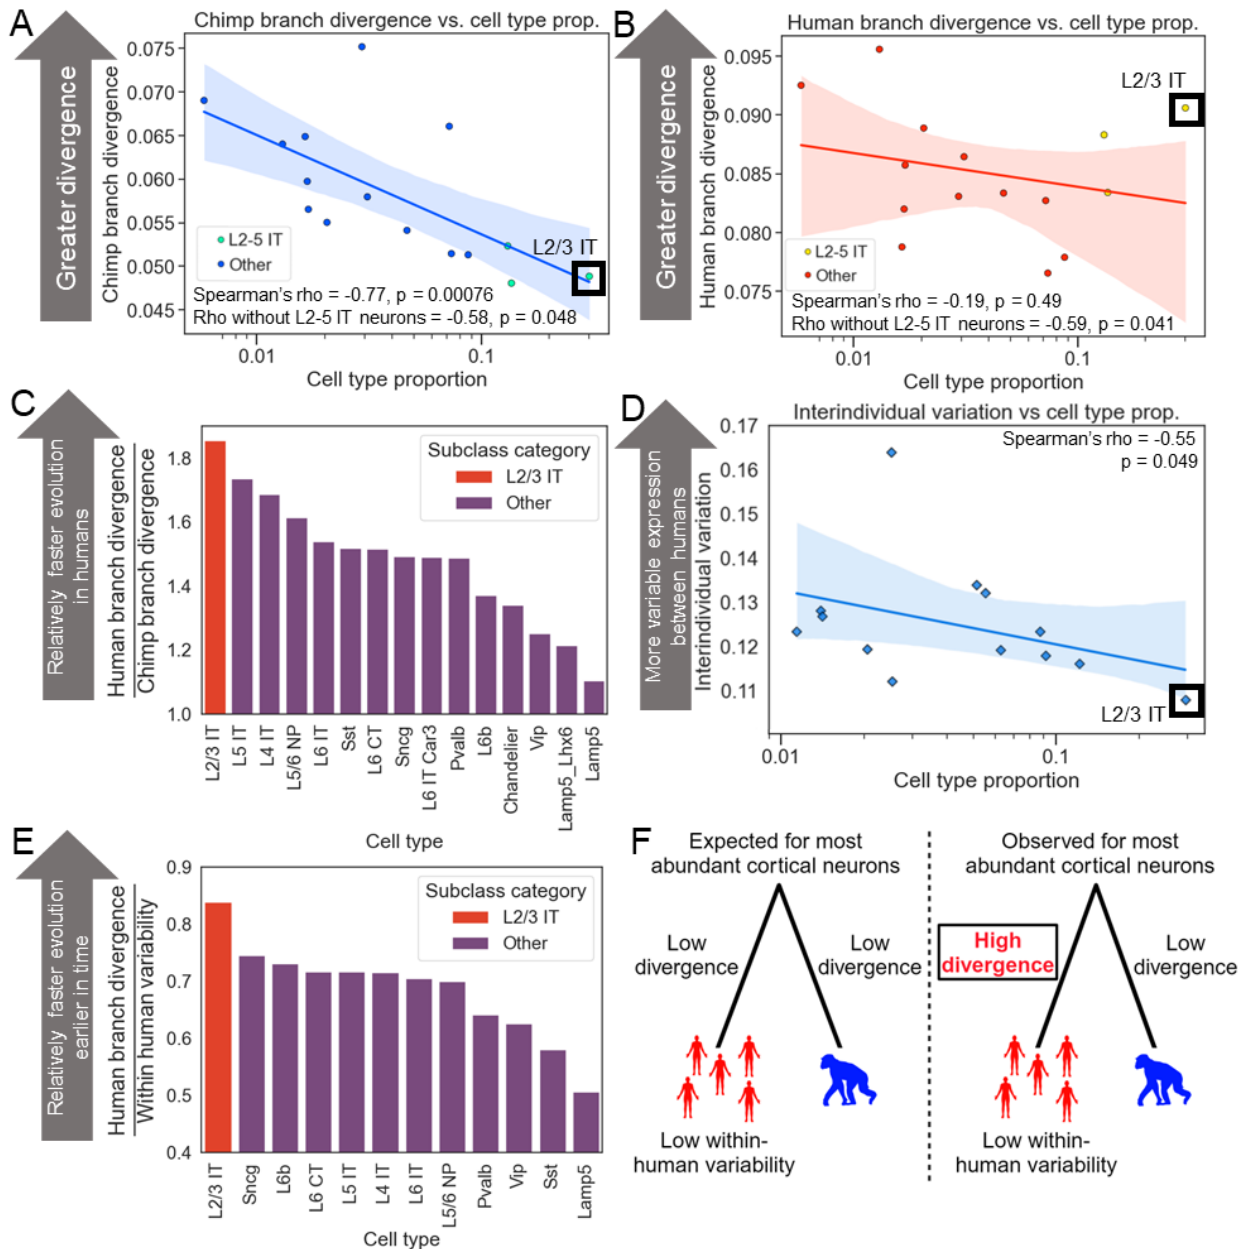 A
Chimp branch divergence vs. cell type prop.
Greater divergence
Chimp branch divergence
0.075
0.070
0.065
0.060
0.055
0.050
0.045
L2-5 IT
Other
L2/3 IT
Spearman's rho = -0.77, p = 0.00076
Rho without L2-5 IT neurons = -0.58, p = 0.048
0.01
0.1
Cell type proportion
B
Human branch divergence vs. cell type prop.
Greater divergence
Human branch divergence
0.095
0.090
0.085
0.080
0.075
L2/3 IT
L2-5 IT
Other
Spearman's rho = -0.19, p = 0.49
Rho without L2-5 IT neurons = -0.59, p = 0.041
0.01
0.1
Cell type proportion
C
Relatively faster evolution
in humans
Human branch divergence
Chimp branch divergence
1.8
1.6
1.4
1.2
1.0
Subclass category
L2/3 IT
Other
L2/3 IT
L5 IT
L4 IT
L5/6 NP
L6 IT
Sst
L6 CT
Sncg
L6 IT Car3
Pvalb
L6b
Chandelier
Vip
Lamp5_Lhx6
Lamp5
Cell type
D
Interindividual variation vs cell type prop.
More variable expression
between humans
Interindividual variation
0.17
0.16
0.15
0.14
0.13
0.12
0.11
Spearman's rho = -0.55
p = 0.049
L2/3 IT
0.01
0.1
Cell type proportion
E
Relatively faster evolution
earlier in time
Human branch divergence
Within human variability
0.9
0.8
0.7
0.6
0.5
0.4
Subclass category
L2/3 IT
Other
L2/3 IT
Sncg
L6b
L6 CT
L5 IT
L4 IT
L6 IT
L5/6 NP
Pvalb
Vip
Sst
Lamp5
Cell type
F
Expected for most
abundant cortical neurons
Low
divergence
Low
divergence
Low within-
human variability
Observed for most
abundant cortical neurons
High
divergence
Low
divergence
Low within-
human variability